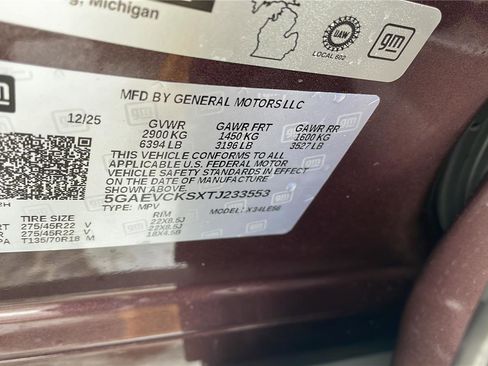 g, Michigan
UAW
LOCAL 602
gm
gm
MFD BY GENERAL MOTORS LLC
12/25
GVWR GAWR FRT GAWR RR
2900 KG 1450 KG 1600 KG
6394 LB 3196 LB 3527 LB
THIS VEHICLE CONFORMS TO ALL
APPLICABLE U.S. FEDERAL MOTOR
VEHICLE SAFETY STANDARDS IN EFFECT
ON THE DATE OF MANUFACTURE SHOWN ABOVE.
5GAEVCKSXTJ233553
TYPE: MPV MODEL: X34LE56
TIRE SIZE RIM
275/45R22 V 22X8.5J
275/45R22 V 22X8.5J
PA T135/70R18 M 18X4.5B